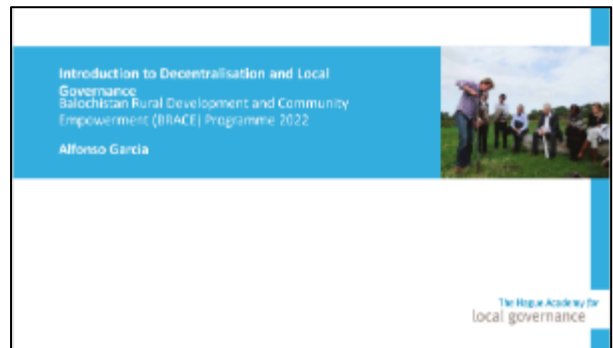 Introduction to Decentralisation and Local
Governance
Balochistan Rural Development and Community
Empowerment (BRACE) Programme 2022
Alfonso Garcia
The Hague Academy for
local governance